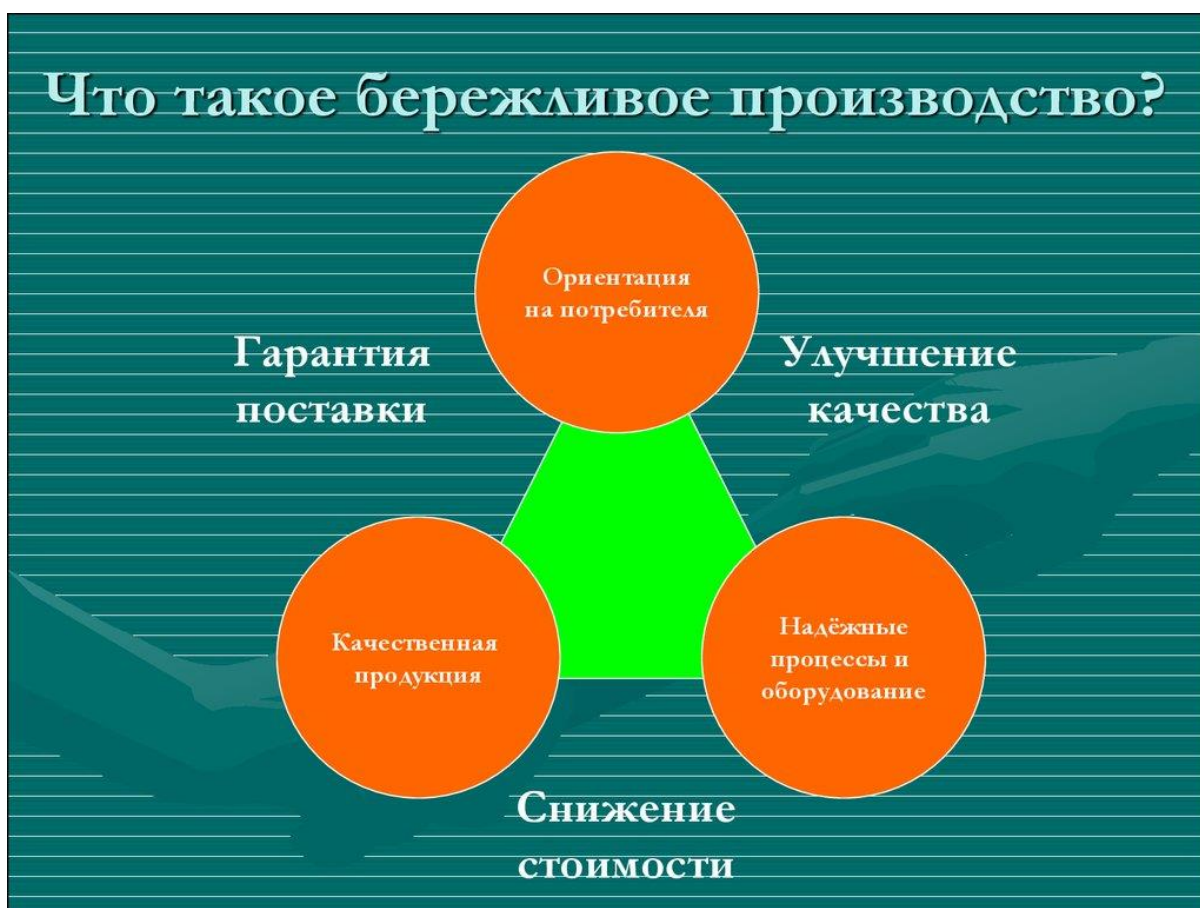 Что такое бережливое производство?
Ориентация
на потребителя
Гарантия
поставки
Улучшение
качества
Качественная
продукция
Надёжные
процессы и
оборудование
Снижение
стоимости